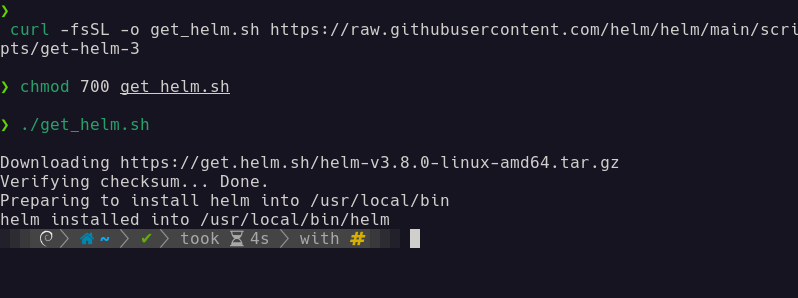 ❯
curl -fsSL -o get_helm.sh https://raw.githubusercontent.com/helm/helm/main/scri
pts/get-helm-3
❯ chmod 700 get_helm.sh
❯ ./get_helm.sh
Downloading https://get.helm.sh/helm-v3.8.0-linux-amd64.tar.gz
Verifying checksum... Done.
Preparing to install helm into /usr/local/bin
helm installed into /usr/local/bin/helm
~ ✔ took 4s with #